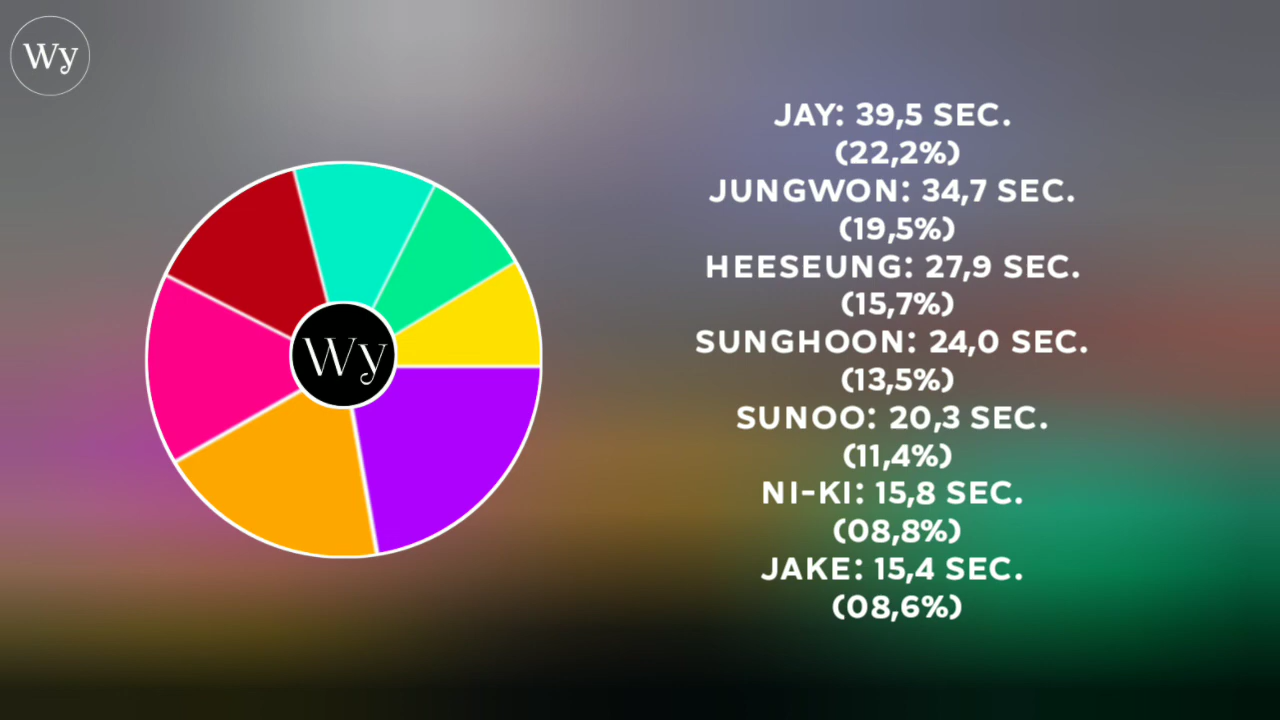 Wy
JAY: 39,5 SEC.
(22,2%)
JUNGWON: 34,7 SEC.
(19,5%)
HEESEUNG: 27,9 SEC.
(15,7%)
SUNGHOON: 24,0 SEC.
(13,5%)
SUNOO: 20,3 SEC.
(11,4%)
NI-KI: 15,8 SEC.
(08,8%)
JAKE: 15,4 SEC.
(08,6%)
Wy